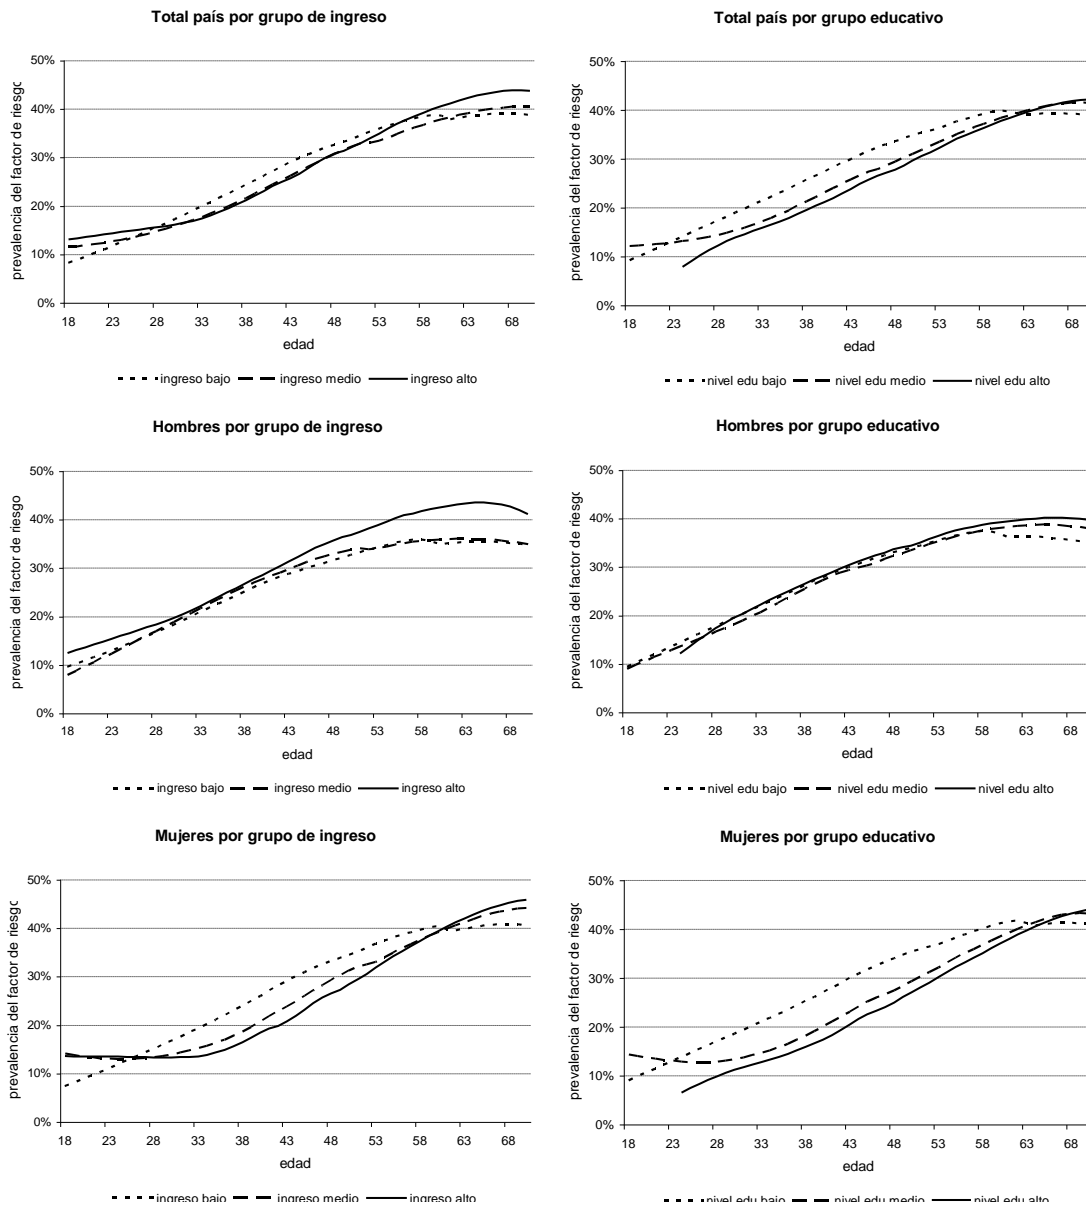 Total país por grupo de ingreso
prevalencia del factor de riesgo
50%
40%
30%
20%
10%
0%
18 23 28 33 38 43 48 53 58 63 68
edad
ingreso bajo ingreso medio ingreso alto
Total país por grupo educativo
prevalencia del factor de riesgo
50%
40%
30%
20%
10%
0%
18 23 28 33 38 43 48 53 58 63 68
edad
nivel edu bajo nivel edu medio nivel edu alto
Hombres por grupo de ingreso
prevalencia del factor de riesgo
50%
40%
30%
20%
10%
0%
18 23 28 33 38 43 48 53 58 63 68
edad
ingreso bajo ingreso medio ingreso alto
Hombres por grupo educativo
prevalencia del factor de riesgo
50%
40%
30%
20%
10%
0%
18 23 28 33 38 43 48 53 58 63 68
edad
nivel edu bajo nivel edu medio nivel edu alto
Mujeres por grupo de ingreso
prevalencia del factor de riesgo
50%
40%
30%
20%
10%
0%
18 23 28 33 38 43 48 53 58 63 68
edad
ingreso bajo ingreso medio ingreso alto
Mujeres por grupo educativo
prevalencia del factor de riesgo
50%
40%
30%
20%
10%
0%
18 23 28 33 38 43 48 53 58 63 68
edad
nivel edu bajo nivel edu medio nivel edu alto